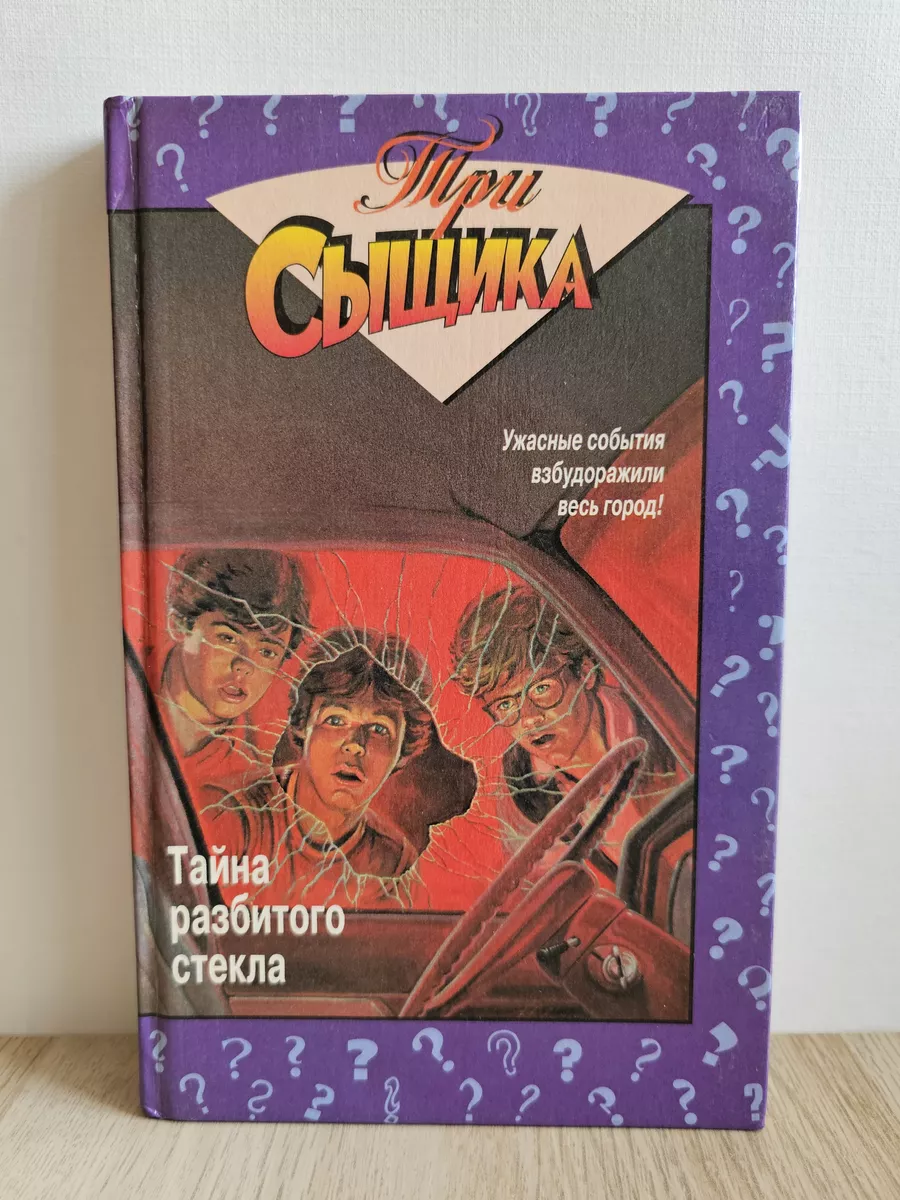 Три
Сыщика
Ужасные события
взбудоражили
весь город!
Тайна
разбитого
стекла